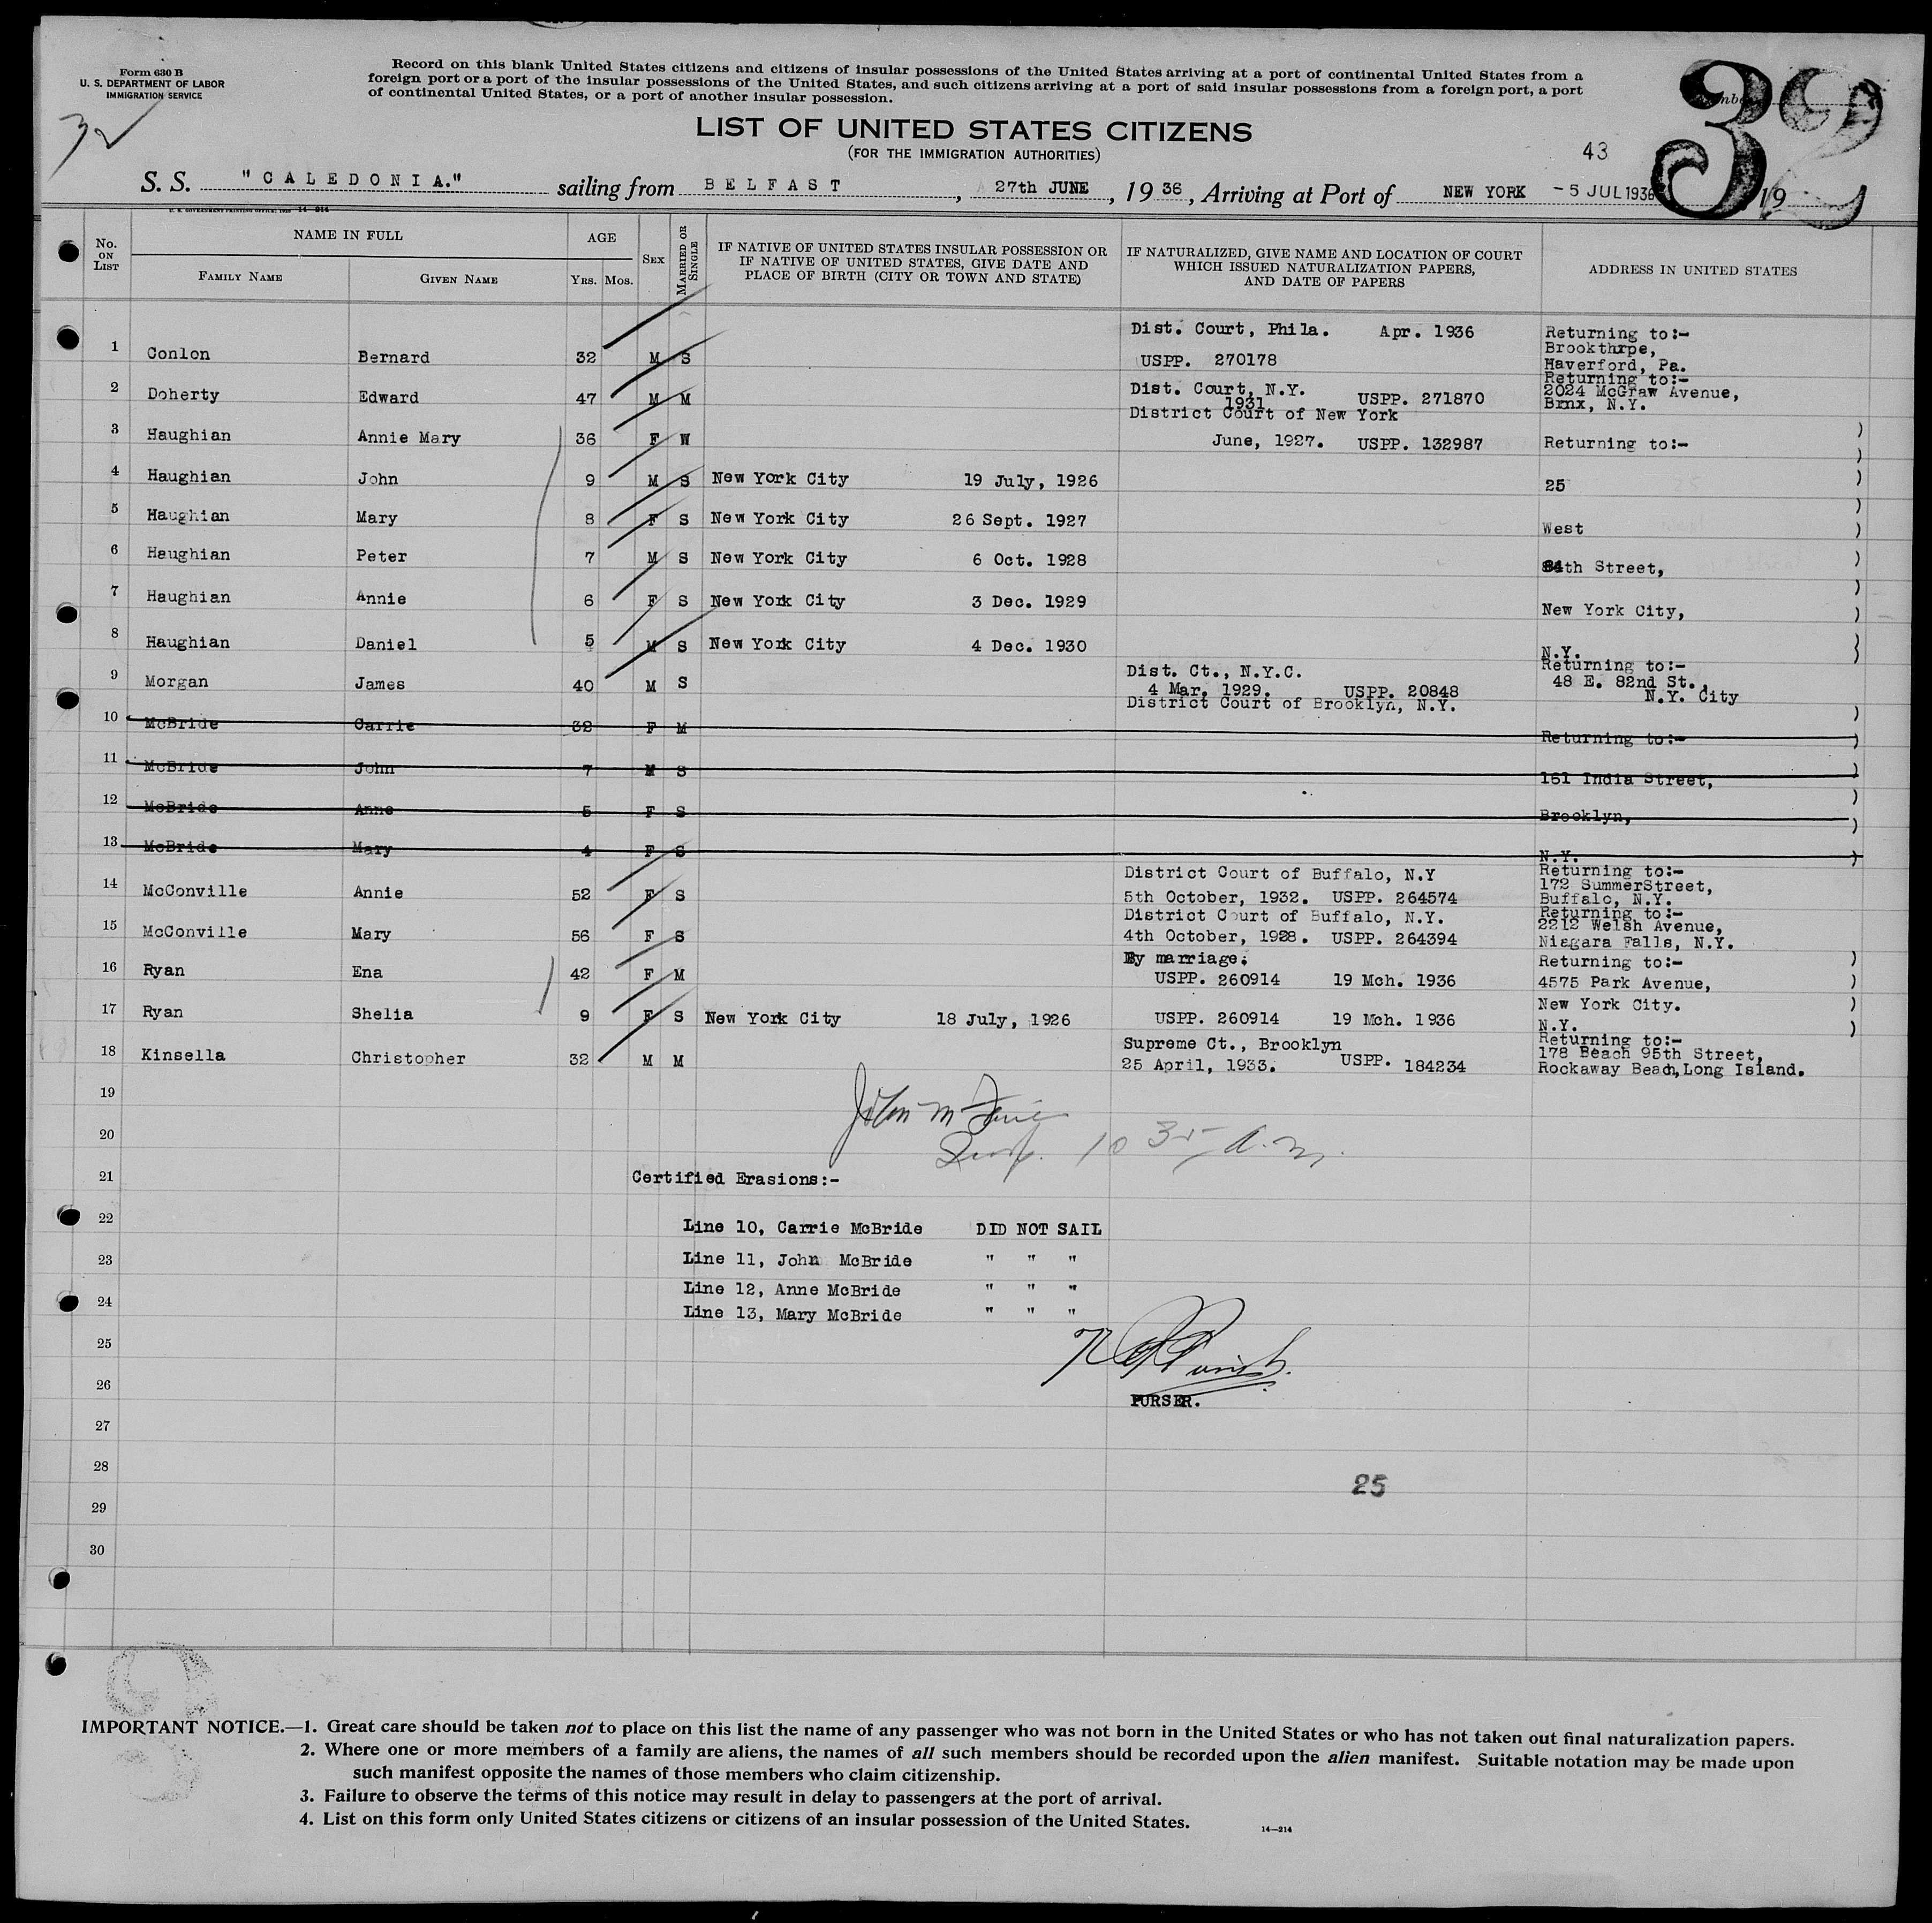 Form 630 B
U. S. DEPARTMENT OF LABOR
IMMIGRATION SERVICE
Record on this blank United States citizens and citizens of insular possessions of the United States arriving at a port of continental United States from a
foreign port or a port of the insular possessions of the United States, and such citizens arriving at a port of said insular possessions from a foreign port, a port
of continental United States, or a port of another insular possession.
32
32
LIST OF UNITED STATES CITIZENS
(FOR THE IMMIGRATION AUTHORITIES)
43
S. S. "CALEDONIA." sailing from BELFAST, 27th JUNE, 1936, Arriving at Port of NEW YORK -5 JUL 1936 19
U. S. GOVERNMENT PRINTING OFFICE: 14-214
No. ON LIST NAME IN FULL AGE SEX MARRIED OR SINGLE IF NATIVE OF UNITED STATES INSULAR POSSESSION OR IF NATIVE OF UNITED STATES, GIVE DATE AND PLACE OF BIRTH (CITY OR TOWN AND STATE) IF NATURALIZED, GIVE NAME AND LOCATION OF COURT WHICH ISSUED NATURALIZATION PAPERS, AND DATE OF PAPERS ADDRESS IN UNITED STATES
FAMILY NAME GIVEN NAME YRS. MOS.
Dist. Court, Phila. Apr. 1936 Returning to:-
Brookthrpe,
1 Conlon Bernard 32 M S USPP. 270178 Haverford, Pa.
Returning to:-
2 Doherty Edward 47 M M Dist. Court, N.Y. USPP. 271870 2024 McGraw Avenue,
1931 Brnx, N.Y.
District Court of New York
3 Haughian Annie Mary 36 F W June, 1927. USPP. 132987 Returning to:- )
4 Haughian John 9 M S New York City 19 July, 1926 25 )
5 Haughian Mary 8 F S New York City 26 Sept. 1927 West )
6 Haughian Peter 7 M S New York City 6 Oct. 1928 84th Street, )
7 Haughian Annie 6 F S New York City 3 Dec. 1929 New York City, )
8 Haughian Daniel 5 M S New York City 4 Dec. 1930 N.Y. )
Dist. Ct., N.Y.C. Returning to:-
9 Morgan James 40 M S 4 Mar. 1929. USPP. 20848 48 E. 82nd St.,
N.Y. City
District Court of Brooklyn, N.Y.
10 McBride Carrie 32 F M Returning to:- )
11 McBride John 7 M S 161 India Street, )
12 McBride Anne 5 F S Brooklyn, )
13 McBride Mary 4 F S N.Y. )
District Court of Buffalo, N.Y Returning to:-
172 SummerStreet,
14 McConville Annie 52 F S 5th October, 1932. USPP. 264574 Buffalo, N.Y.
District Court of Buffalo, N.Y. Returning to:-
2212 Welsh Avenue,
15 McConville Mary 56 F S 4th October, 1928. USPP. 264394 Niagara Falls, N.Y.
By marriage. Returning to:- )
16 Ryan Ena 42 F M USPP. 260914 19 Mch. 1936 4575 Park Avenue, )
New York City. )
17 Ryan Shelia 9 F S New York City 18 July, 1926 USPP. 260914 19 Mch. 1936 N.Y. )
Supreme Ct., Brooklyn Returning to:-
18 Kinsella Christopher 32 M M 25 April, 1933. USPP. 184234 178 Beach 95th Street,
Rockaway Beach, Long Island.
19
20 10 35 a.m.
21 Certified Erasions:-
22 Line 10, Carrie McBride DID NOT SAIL
23 Line 11, John McBride " " "
Line 12, Anne McBride " " "
24
Line 13, Mary McBride " " "
25
26
PURSER.
27
28
25
29
30
IMPORTANT NOTICE.—1. Great care should be taken not to place on this list the name of any passenger who was not born in the United States or who has not taken out final naturalization papers.
2. Where one or more members of a family are aliens, the names of all such members should be recorded upon the alien manifest. Suitable notation may be made upon
such manifest opposite the names of those members who claim citizenship.
3. Failure to observe the terms of this notice may result in delay to passengers at the port of arrival.
4. List on this form only United States citizens or citizens of an insular possession of the United States.
14—214